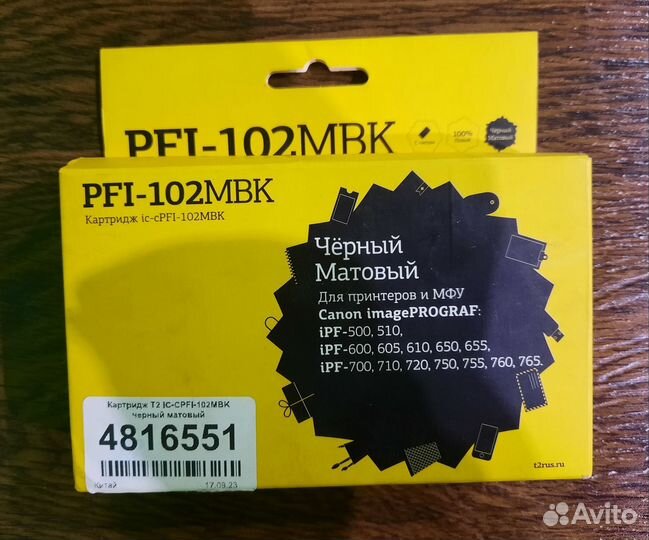 PFI-102MBK
С чипом
100%
Чёрный
Матовый
PFI-102MBK
Картридж ic-cPFI-102MBK
Чёрный
Матовый
Для принтеров и МФУ
Canon imagePROGRAF:
iPF-500, 510,
iPF-600, 605, 610, 650, 655,
iPF-700, 710, 720, 750, 755, 760, 765.
Картридж T2 IC-CPFI-102MBK
черный матовый
4816551
Китай 17.09.23
t2rus.ru
Avito